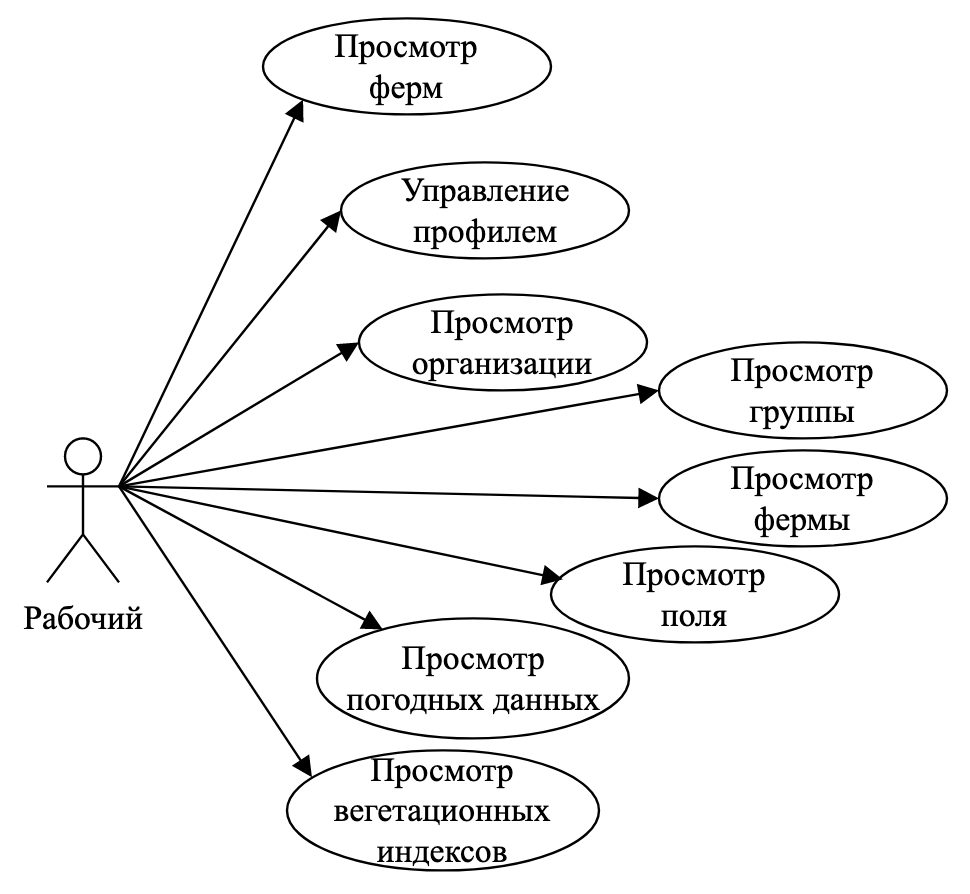 Просмотр
ферм
Управление
профилем
Просмотр
организации
Просмотр
группы
Просмотр
фермы
Просмотр
поля
Рабочий
Просмотр
погодных данных
Просмотр
вегетационных
индексов